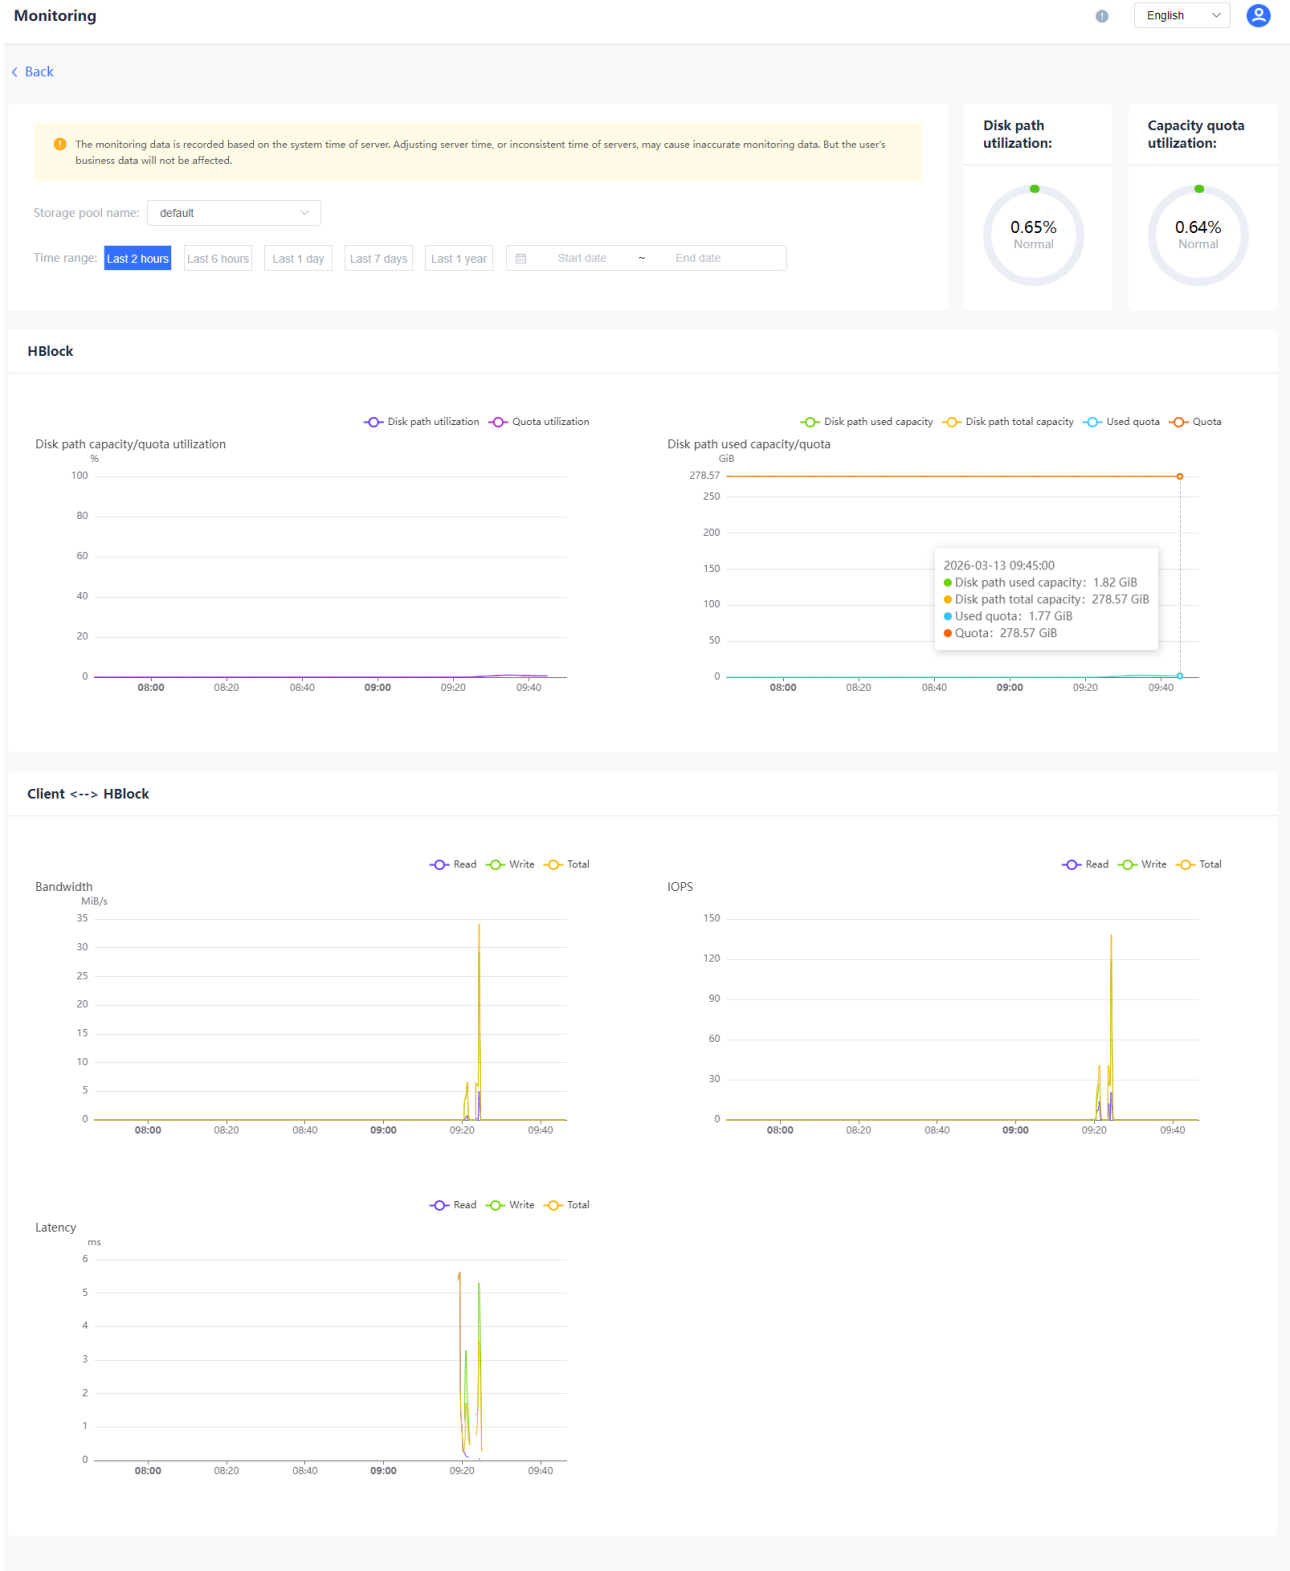 Monitoring
English
Back
The monitoring data is recorded based on the system time of server. Adjusting server time, or inconsistent time of servers, may cause inaccurate monitoring data. But the user's
business data will not be affected.
Storage pool name: default
Time range: Last 2 hours Last 6 hours Last 1 day Last 7 days Last 1 year Start date ~ End date
Disk path
utilization:
0.65%
Normal
Capacity quota
utilization:
0.64%
Normal
HBlock
Disk path utilization Quota utilization
Disk path capacity/quota utilization
%
100
80
60
40
20
0
08:00 08:20 08:40 09:00 09:20 09:40
Disk path used capacity Disk path total capacity Used quota Quota
Disk path used capacity/quota
GiB
278.57
250
200
150
100
50
0
2026-03-13 09:45:00
Disk path used capacity: 1.82 GiB
Disk path total capacity: 278.57 GiB
Used quota: 1.77 GiB
Quota: 278.57 GiB
08:00 08:20 08:40 09:00 09:20 09:40
Client <--> HBlock
Read Write Total
Bandwidth
MiB/s
35
30
25
20
15
10
5
0
08:00 08:20 08:40 09:00 09:20 09:40
Read Write Total
IOPS
150
120
90
60
30
0
08:00 08:20 08:40 09:00 09:20 09:40
Read Write Total
Latency
ms
6
5
4
3
2
1
0
08:00 08:20 08:40 09:00 09:20 09:40